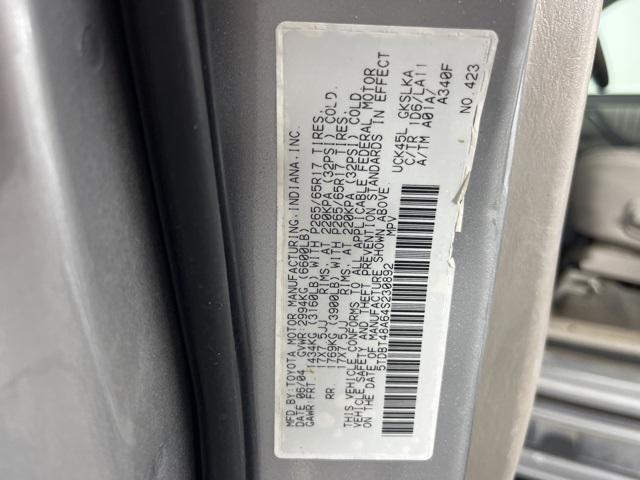 MFD.BY:TOYOTA MOTOR MANUFACTURING,INDIANA,INC.
DATE 06/04 GVWR:2994KG(6600LB)
GAWR FRT 1434KG (3160LB) WITH P265/65R17 TIRES.
17X7.5JJ RIMS, AT 220KPA (32PSI) COLD.
RR 1769KG (3900LB) WITH P265/65R17 TIRES.
17X7.5JJ RIMS, AT 220KPA (32PSI) COLD.
THIS VEHICLE CONFORMS TO ALL APPLICABLE FEDERAL MOTOR
VEHICLE SAFETY AND THEFT PREVENTION STANDARDS IN EFFECT
ON THE DATE OF MANUFACTURE SHOWN ABOVE.
5TDBT48A64S230892 MPV
UCK45L GKSLKA
C/TR 1D6/LA11
A/TM A01A/
A340F
NO.423